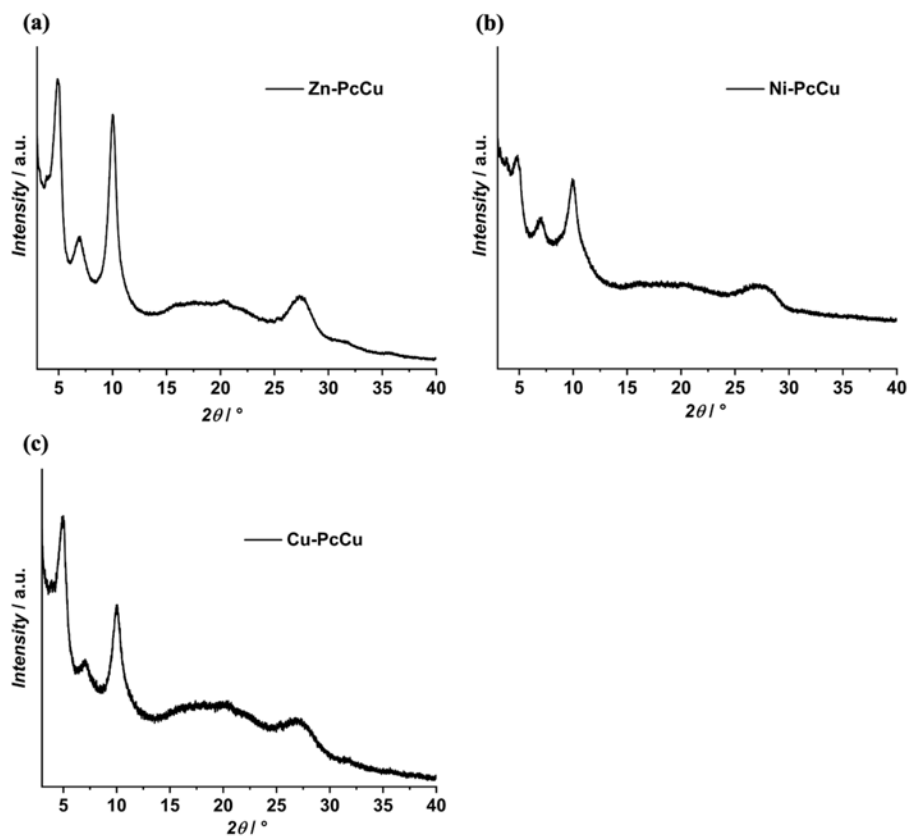 (a)
Zn-PcCu
Intensity / a.u.
5 10 15 20 25 30 35 40
2θ / °
(b)
Ni-PcCu
Intensity / a.u.
5 10 15 20 25 30 35 40
2θ / °
(c)
Cu-PcCu
Intensity / a.u.
5 10 15 20 25 30 35 40
2θ / °